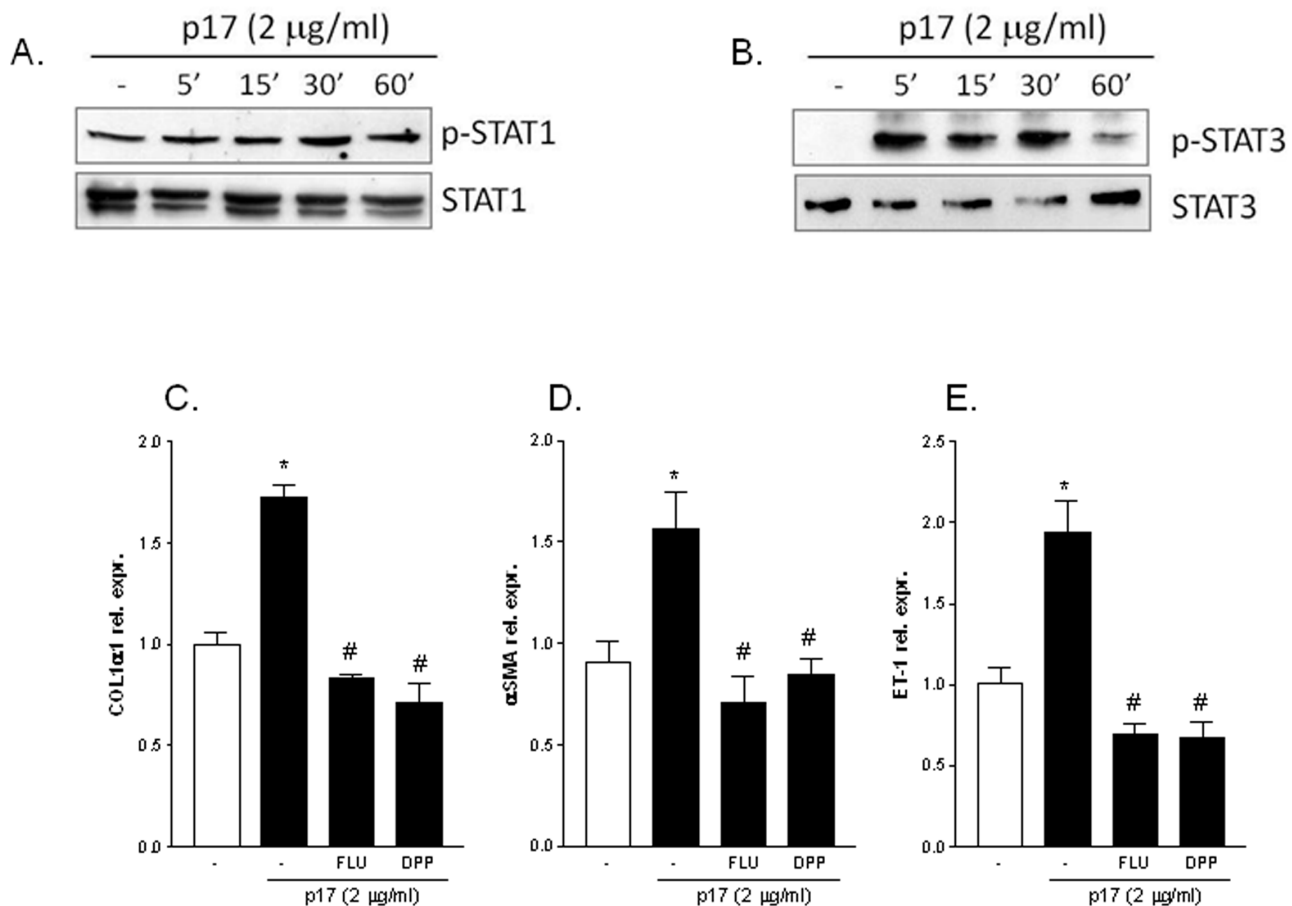 A.
p17 (2 µg/ml)
- 5’ 15’ 30’ 60’
p-STAT1
STAT1
B.
p17 (2 µg/ml)
- 5’ 15’ 30’ 60’
p-STAT3
STAT3
C.
COL1α1 rel. expr.
2.0
1.5
1.0
0.5
0.0
*
#
#
- - FLU DPP
p17 (2 µg/ml)
D.
αSMA rel. expr.
2.0
1.5
1.0
0.5
0.0
*
#
#
- - FLU DPP
p17 (2 µg/ml)
E.
ET-1 rel. expr.
2.5
2.0
1.5
1.0
0.5
0.0
*
#
#
- - FLU DPP
p17 (2 µg/ml)